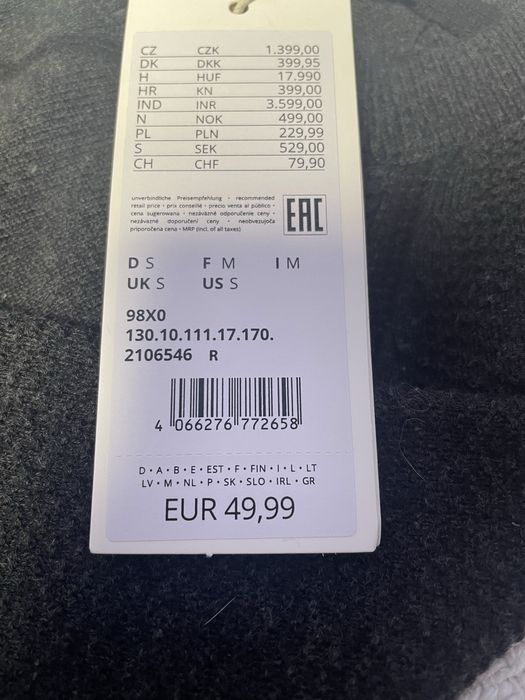 CZ CZK 1.399,00
DK DKK 399,95
H HUF 17.990
HR KN 399,00
IND INR 3.599,00
N NOK 499,00
PL PLN 229,99
S SEK 529,00
CH CHF 79,90
unverbindliche Preisempfehlung • recommended
retail price • prix conseillé • precio venta al público •
cena sugerowana • nezávázné odporučenie ceny •
nezávazné doporučení ceny • neobvezujoča
priporočena cena • MRP (incl. of all taxes)
EAC
D S F M I M
UK S US S
98X0
130.10.111.17.170.
2106546 R
4 066276 772658
D • A • B • E • EST • F • FIN • I • L • LT
LV • M • NL • P • SK • SLO • IRL • GR
EUR 49,99